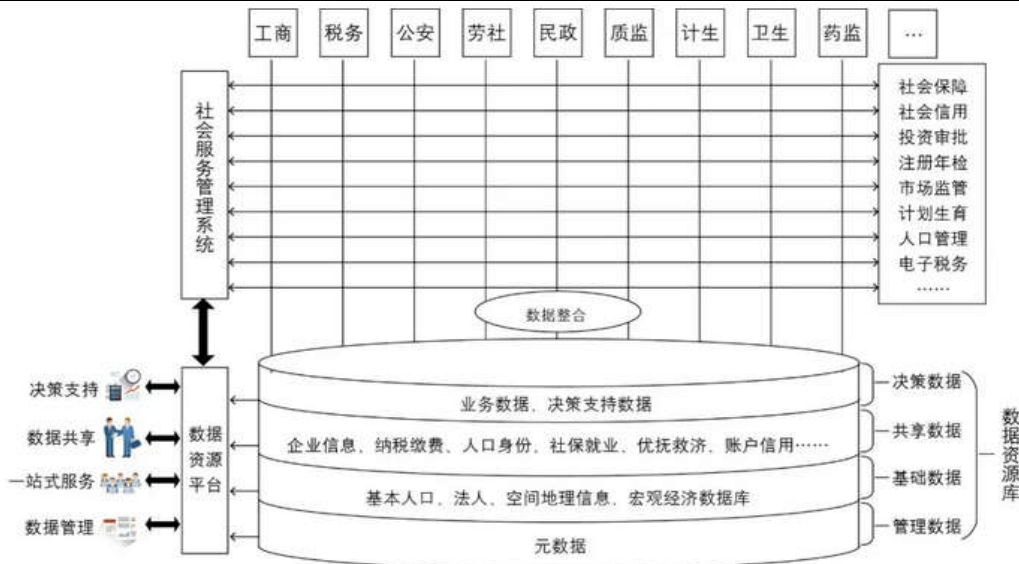 工商
税务
公安
劳社
民政
质监
计生
卫生
药监
…
社会服务管理系统
社会保障
社会信用
投资审批
注册年检
市场监管
计划生育
人口管理
电子税务
……
数据整合
决策支持
数据共享
一站式服务
数据管理
数据
资源
平台
业务数据、决策支持数据
企业信息、纳税缴费、人口身份、社保就业、优抚救济、账户信用……
基本人口、法人、空间地理信息、宏观经济数据库
元数据
决策数据
共享数据
基础数据
管理数据
数据资源库